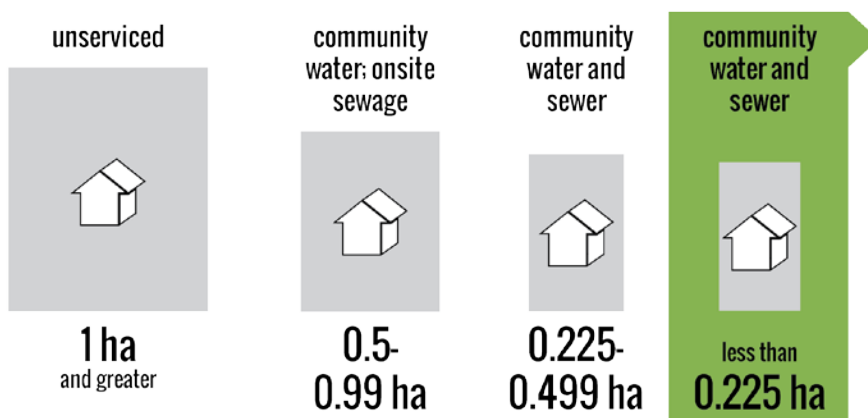 unserviced
1 ha
and greater
community
water; onsite
sewage
0.5-
0.99 ha
community
water and
sewer
0.225-
0.499 ha
community
water and
sewer
less than
0.225 ha